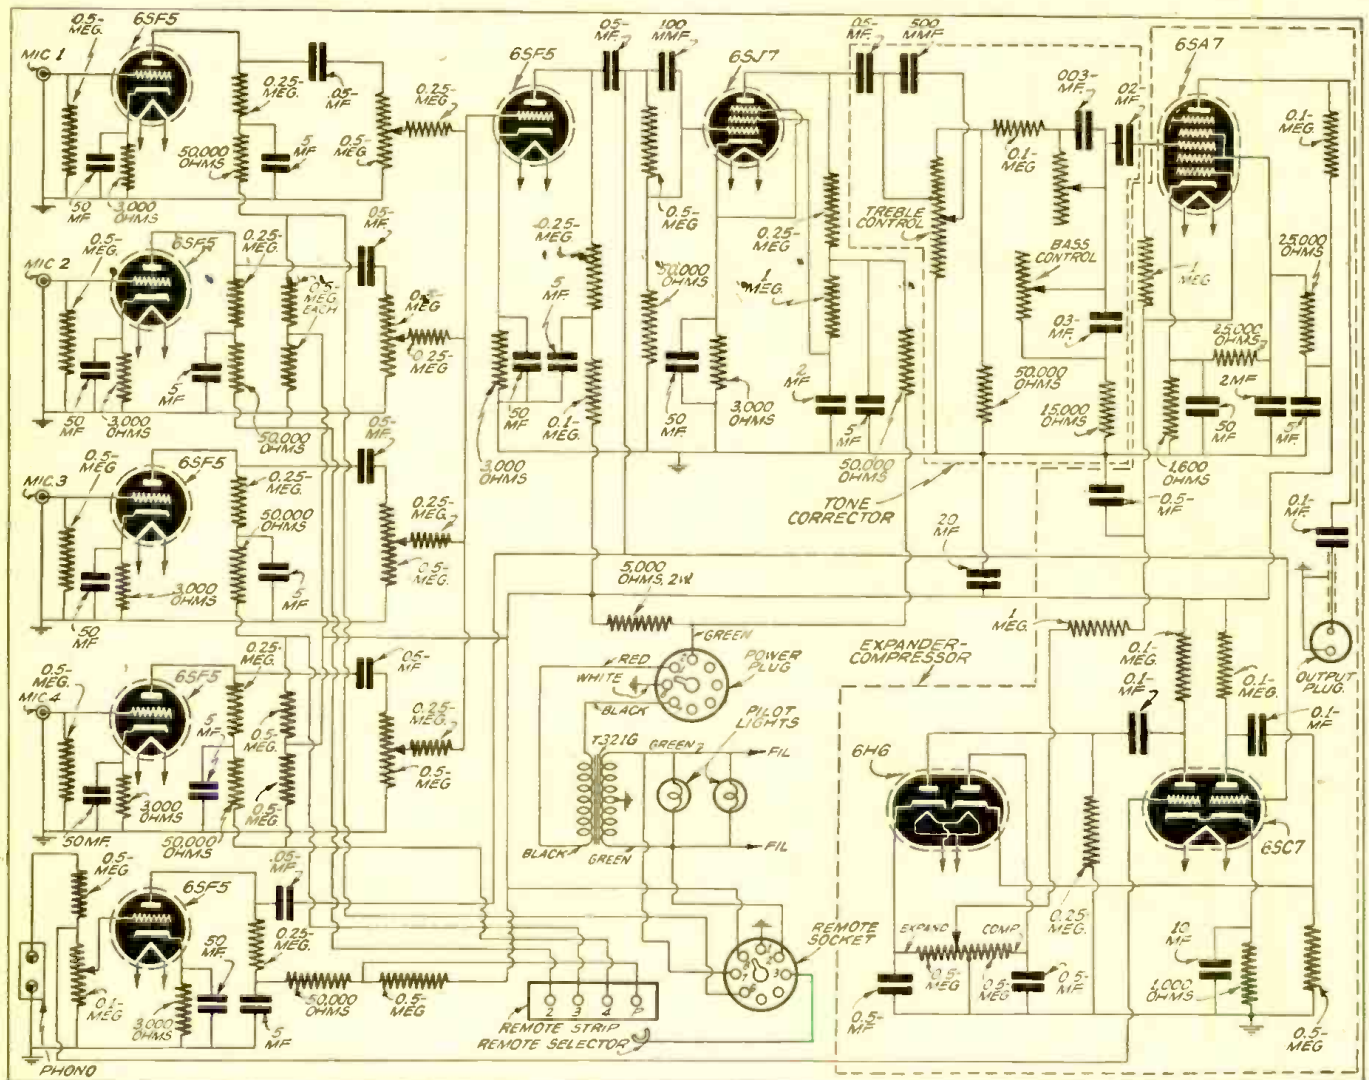 MIC 1
0.5-
MEG.
6SF5
0.25-
MEG.
.05-
MF.
0.25-
MEG.
0.5-
MEG.
50,000
OHMS
5
MF.
50
MF.
3,000
OHMS
6SF5
.05-
MF.
100
MMF.
6SJ7
.05-
MF.
500
MMF
.003-
MF.
.02-
MF.
6SA7
0.1-
MEG.
0.1-
MEG.
TREBLE
CONTROL
BASS
CONTROL
0.5-
MEG.
0.25-
MEG.
0.25-
MEG.
50,000
OHMS
1
MEG.
5
MF.
1
MEG
25,000
OHMS
.03-
MF.
25,000
OHMS
2 MF.
MIC 2
0.5-
MEG.
6SF5
0.25-
MEG.
.05-
MF.
0.5-
MEG.
EACH
0.5-
MEG
0.25-
MEG
5
MF
50
MF.
3,000
OHMS
50,000
OHMS
3,000
OHMS
50
MF.
0.1-
MEG.
50
MF.
3,000
OHMS
2
MF.
5
MF.
50,000
OHMS
50,000
OHMS
15,000
OHMS
1,600
OHMS
50
MF.
5
MF.
TONE
CORRECTOR
MIC.3
0.5-
MEG.
6SF5
0.25-
MEG.
.05-
MF.
50,000
OHMS
0.25-
MEG.
0.5-
MEG.
50
MF.
3,000
OHMS
5
MF.
20
MF.
0.5-
MF.
0.1-
MF.
5,000
OHMS, 2W.
GREEN
RED
WHITE
BLACK
POWER
PLUG
1
MEG.
EXPANDER-
COMPRESSOR
0.1-
MEG.
0.1-
MEG.
OUTPUT
PLUG.
MIC.4
0.5-
MEG.
6SF5
0.25-
MEG.
.05-
MF.
5
MF.
0.5-
MEG.
0.25-
MEG.
0.5-
MEG
0.5-
MEG.
50 MF.
3,000
OHMS
50,000
OHMS
T321G
GREEN
PILOT
LIGHTS
FIL
BLACK
GREEN
FIL
6H6
0.1-
MF.
0.1-
MF.
6SC7
0.25-
MEG.
PHONO
0.5-
MEG
6SF5
.05-
MF.
0.25-
MEG.
50
MF.
0.1-
MEG
3,000
OHMS
5
MF
50,000
OHMS
0.5-
MEG
2 3 4 P
REMOTE STRIP
REMOTE SELECTOR
REMOTE
SOCKET
EXPAND
COMP.
0.5-
MEG
0.5-
MEG.
0.5-
MF.
0.5-
MF.
10
MF.
1,000
OHMS
0.5-
MEG